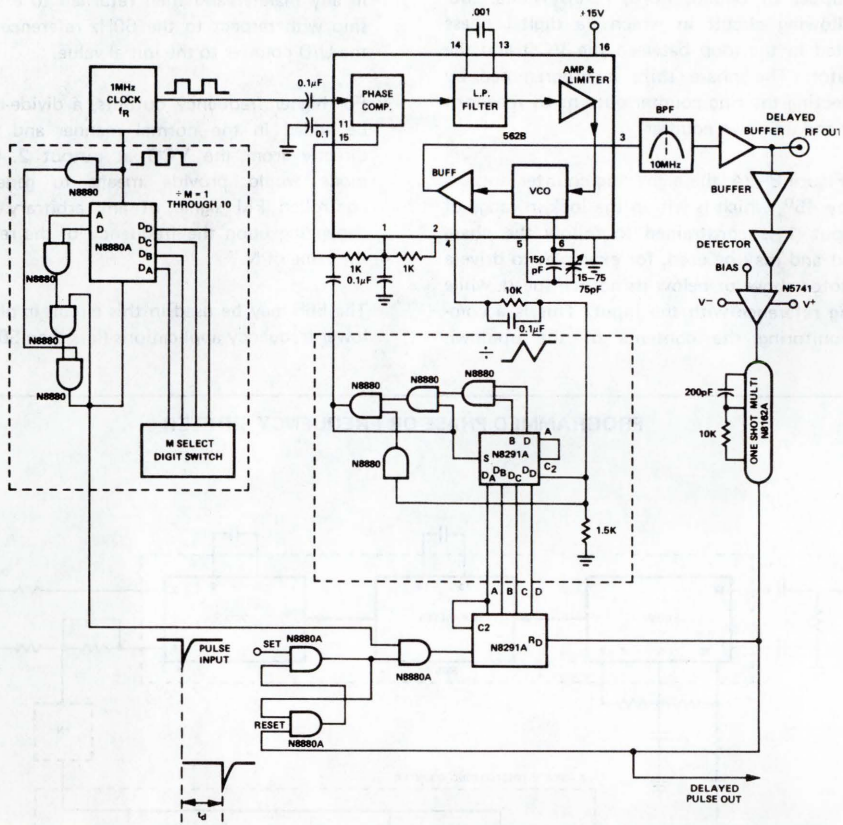 1MHz
CLOCK
fR
0.1µF
0.1
11
15
PHASE
COMP.
.001
14
13
L.P.
FILTER
AMP &
LIMITER
+15V
16
562B
3
BPF
10MHz
BUFFER
DELAYED
RF OUT
BUFFER
N8880
÷ M - 1
THROUGH 10
A
N8880A
DD
DC
DB
DA
N8880
N8880
N8880
M SELECT
DIGIT SWITCH
BUFF
VCO
1
2
4
5
6
1K
1K
0.1µF
10K
150
pF
15–75
75pF
0.1µF
DETECTOR
BIAS
N5741
V–
V+
÷
N8880
N8880
N8880
N8880
B D
A
S
N8291A
C2
DA DB DC DD
1.5K
200pF
10K
ONE SHOT MULTI
N8162A
A B C D
C2
RD
N8291A
PULSE
INPUT
SET
N8880A
N8880A
RESET
N8880A
td
DELAYED
PULSE OUT